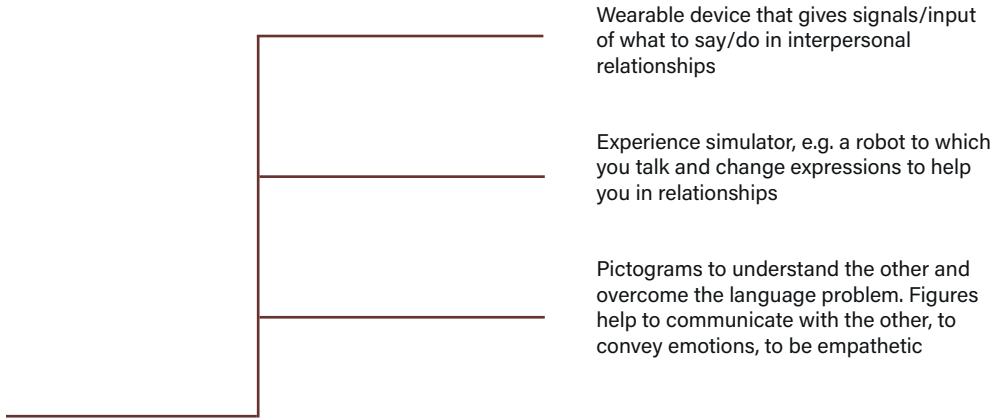 Wearable device that gives signals/input
of what to say/do in interpersonal
relationships
Experience simulator, e.g. a robot to which
you talk and change expressions to help
you in relationships
Pictograms to understand the other and
overcome the language problem. Figures
help to communicate with the other, to
convey emotions, to be empathetic